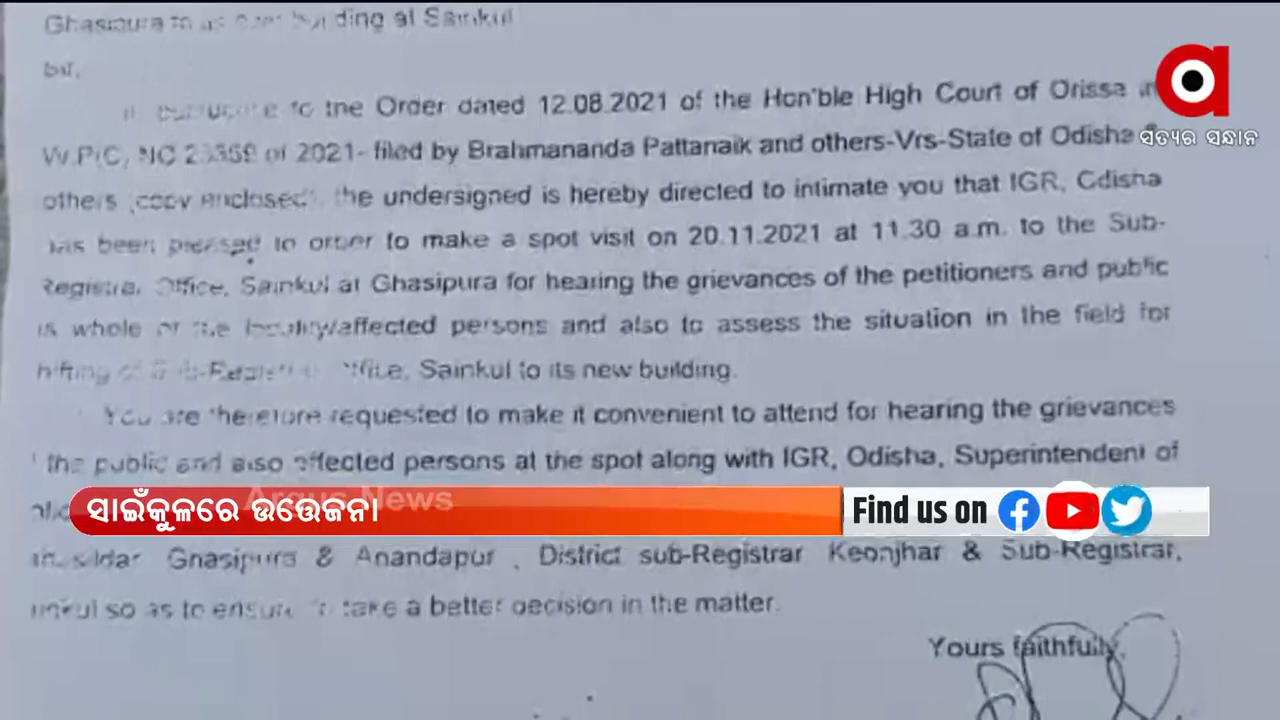 Ghasipura to its new building at Sainkul
Sir,
to the Order dated 12.08.2021 of the Hon'ble High Court of Orissa in
W.P(C) NO of 2021- filed by Brahmananda Pattanaik and others-Vrs-State of Odisha
others (copy enclosed), the undersigned is hereby directed to intimate you that IGR, Odisha
has been pleased to order to make a spot visit on 20.11.2021 at 11.30 a.m. to the Sub-
Registrar Office, Sainkul at Ghasipura for hearing the grievances of the petitioners and public
whole of the locality/affected persons and also to assess the situation in the field for
of Office, Sainkul to its new building.
You are therefore requested to make it convenient to attend for hearing the grievances
the public and also affected persons at the spot along with IGR, Odisha, Superintendent of
Ghasipura & Anandapur , District sub-Registrar Keonjhar & Sub-Registrar,
so as to ensure to take a better decision in the matter.
Yours faithfully,
ସତ୍ୟର ସନ୍ଧାନ
Argus News
ସାଇଁକୁଳରେ ଉତ୍ତେଜନା
Find us on